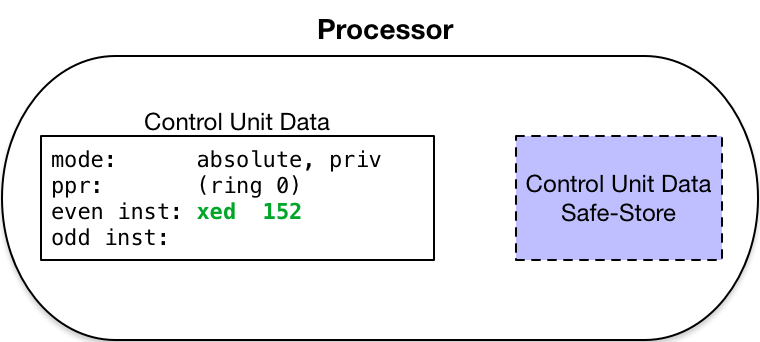 Processor
Control Unit Data
mode:      absolute, priv
ppr:       (ring 0)
even inst: xed  152
odd inst:
Control Unit Data
Safe-Store